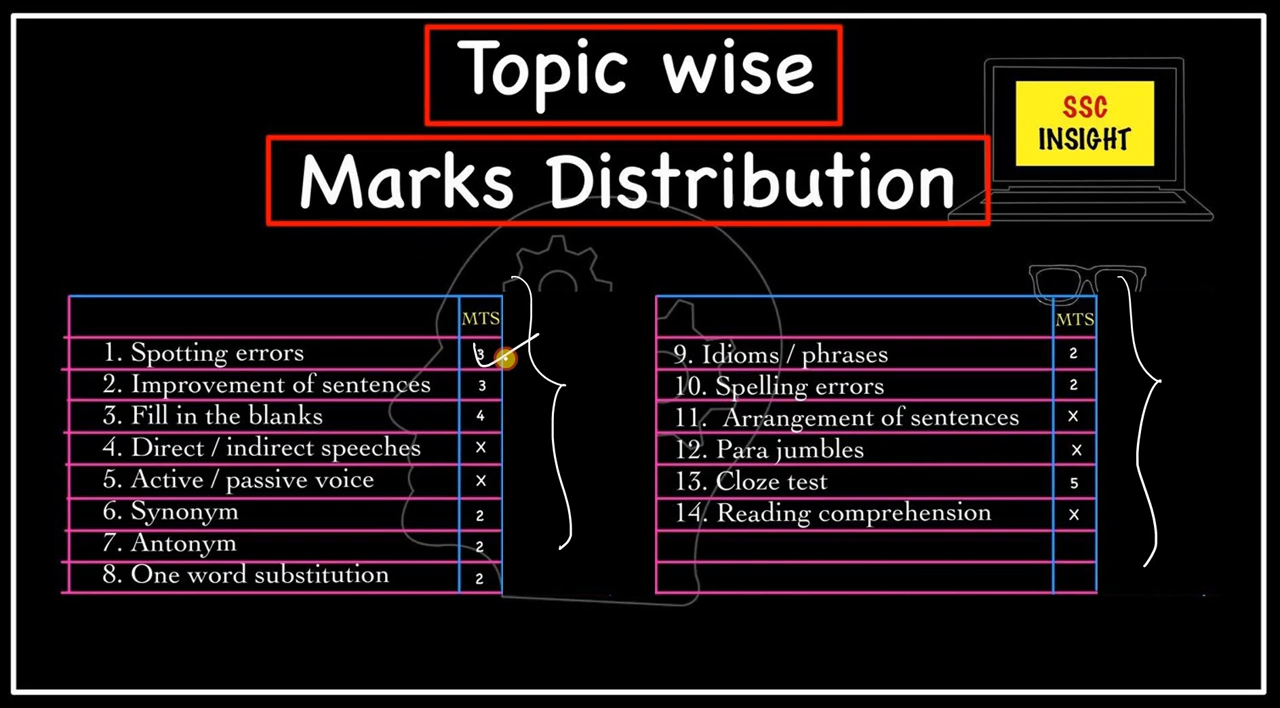 Topic wise
Marks Distribution
SSC
INSIGHT
MTS
1. Spotting errors 3
2. Improvement of sentences 3
3. Fill in the blanks 4
4. Direct / indirect speeches X
5. Active / passive voice X
6. Synonym 2
7. Antonym 2
8. One word substitution 2
MTS
9. Idioms / phrases 2
10. Spelling errors 2
11. Arrangement of sentences X
12. Para jumbles X
13. Cloze test 5
14. Reading comprehension X